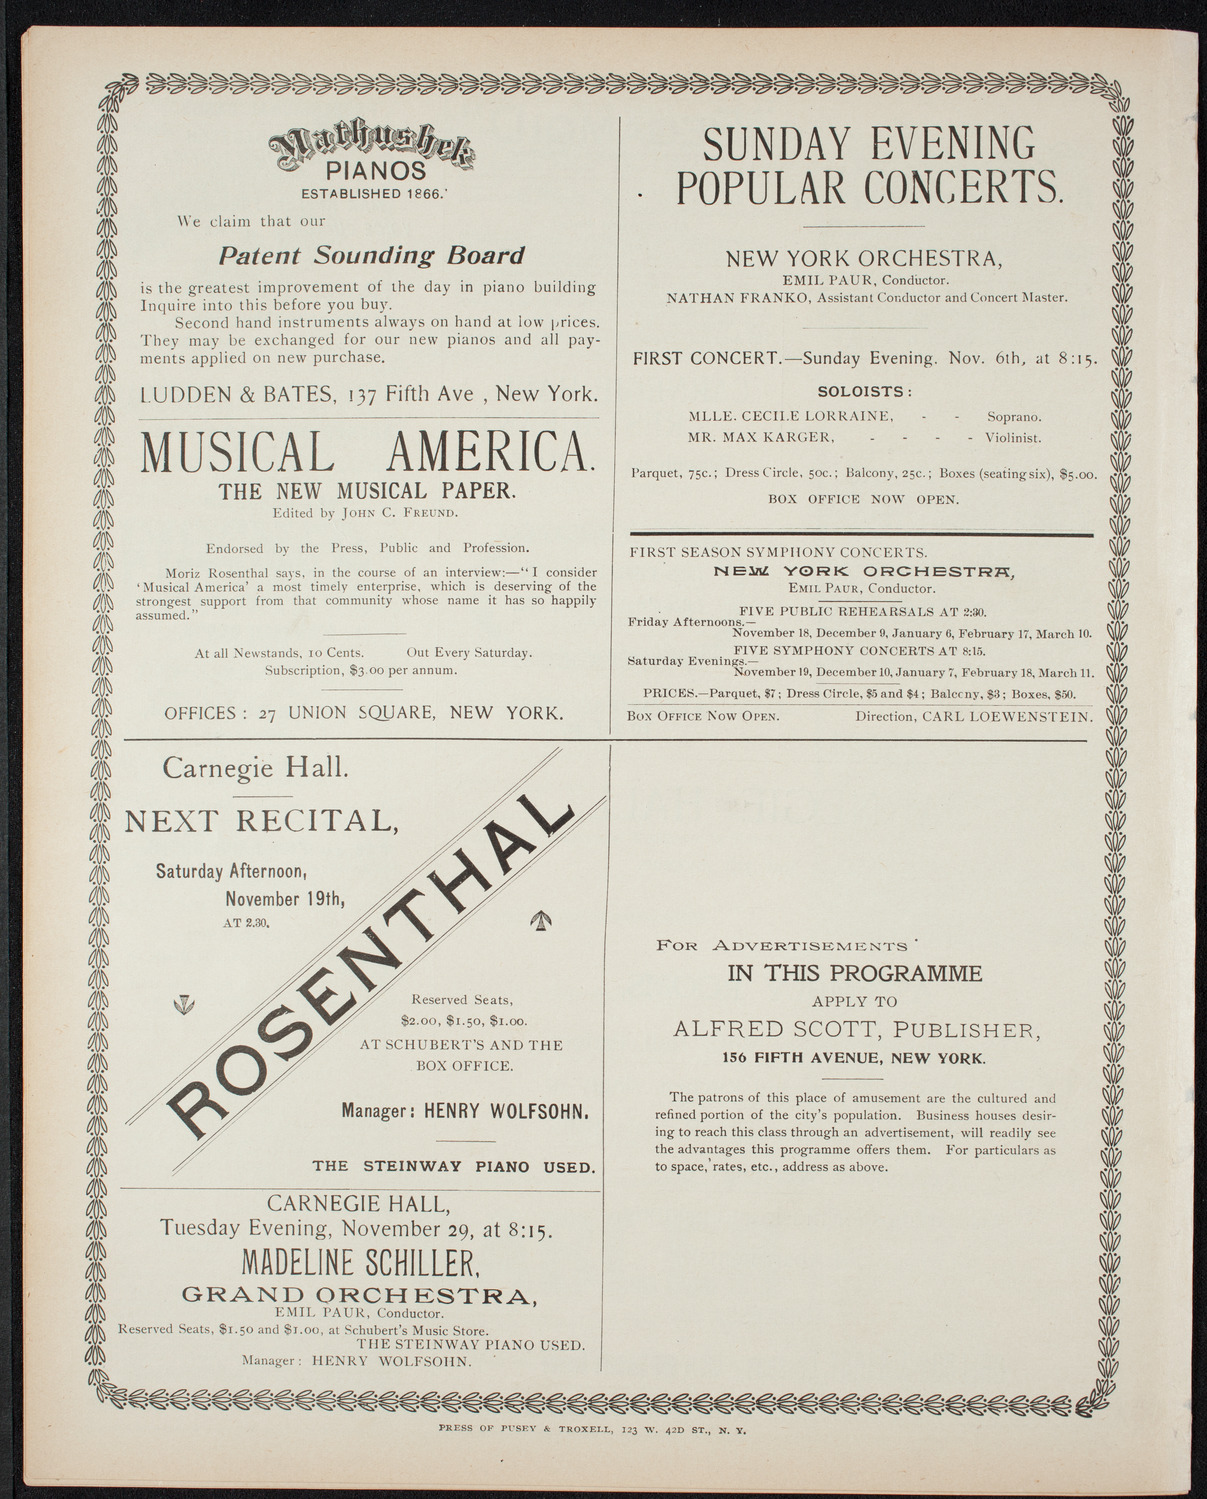 Mathushek
PIANOS
ESTABLISHED 1866.
We claim that our
Patent Sounding Board
is the greatest improvement of the day in piano building
Inquire into this before you buy.
Second hand instruments always on hand at low prices.
They may be exchanged for our new pianos and all pay-
ments applied on new purchase.
LUDDEN & BATES, 137 Fifth Ave , New York.
MUSICAL AMERICA.
THE NEW MUSICAL PAPER.
Edited by JOHN C. FREUND.
Endorsed by the Press, Public and Profession.
Moriz Rosenthal says, in the course of an interview:—“ I consider
‘Musical America’ a most timely enterprise, which is deserving of the
strongest support from that community whose name it has so happily
assumed.”
At all Newstands, 10 Cents. Out Every Saturday.
Subscription, $3.00 per annum.
OFFICES : 27 UNION SQUARE, NEW YORK.
SUNDAY EVENING
POPULAR CONCERTS.
NEW YORK ORCHESTRA,
EMIL PAUR, Conductor.
NATHAN FRANKO, Assistant Conductor and Concert Master.
FIRST CONCERT.—Sunday Evening, Nov. 6th, at 8:15.
SOLOISTS :
MLLE. CECILE LORRAINE, - - Soprano.
MR. MAX KARGER, - - - - Violinist.
Parquet, 75c.; Dress Circle, 50c.; Balcony, 25c.; Boxes (seating six), $5.00.
BOX OFFICE NOW OPEN.
FIRST SEASON SYMPHONY CONCERTS.
NEW YORK ORCHESTRA,
EMIL PAUR, Conductor.
FIVE PUBLIC REHEARSALS AT 2:30.
Friday Afternoons.—
November 18, December 9, January 6, February 17, March 10.
FIVE SYMPHONY CONCERTS AT 8:15.
Saturday Evenings.—
November 19, December 10, January 7, February 18, March 11.
PRICES.—Parquet, $7; Dress Circle, $5 and $4; Balcony, $3; Boxes, $50.
BOX OFFICE NOW OPEN. Direction, CARL LOEWENSTEIN.
Carnegie Hall.
NEXT RECITAL,
Saturday Afternoon,
November 19th,
AT 2.30.
ROSENTHAL
Reserved Seats,
$2.00, $1.50, $1.00.
AT SCHUBERT'S AND THE
BOX OFFICE.
Manager: HENRY WOLFSOHN.
THE STEINWAY PIANO USED.
CARNEGIE HALL,
Tuesday Evening, November 29, at 8:15.
MADELINE SCHILLER,
GRAND ORCHESTRA,
EMIL PAUR, Conductor.
Reserved Seats, $1.50 and $1.00, at Schubert's Music Store.
THE STEINWAY PIANO USED.
Manager: HENRY WOLFSOHN.
FOR ADVERTISEMENTS
IN THIS PROGRAMME
APPLY TO
ALFRED SCOTT, PUBLISHER,
156 FIFTH AVENUE, NEW YORK.
The patrons of this place of amusement are the cultured and
refined portion of the city's population. Business houses desir-
ing to reach this class through an advertisement, will readily see
the advantages this programme offers them. For particulars as
to space, rates, etc., address as above.
PRESS OF PUSEY & TROXELL, 123 W. 42D ST., N. Y.